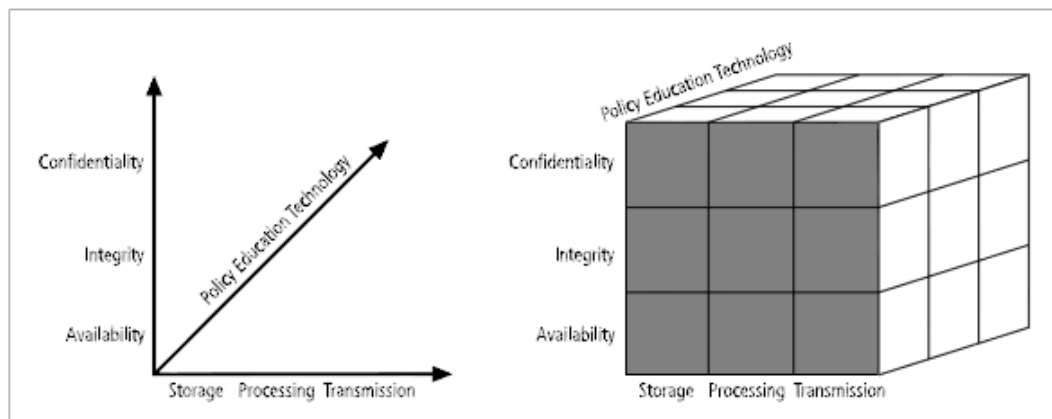 Confidentiality
Integrity
Availability
Policy Education Technology
Storage Processing Transmission
Policy Education Technology
Confidentiality
Integrity
Availability
Storage Processing Transmission